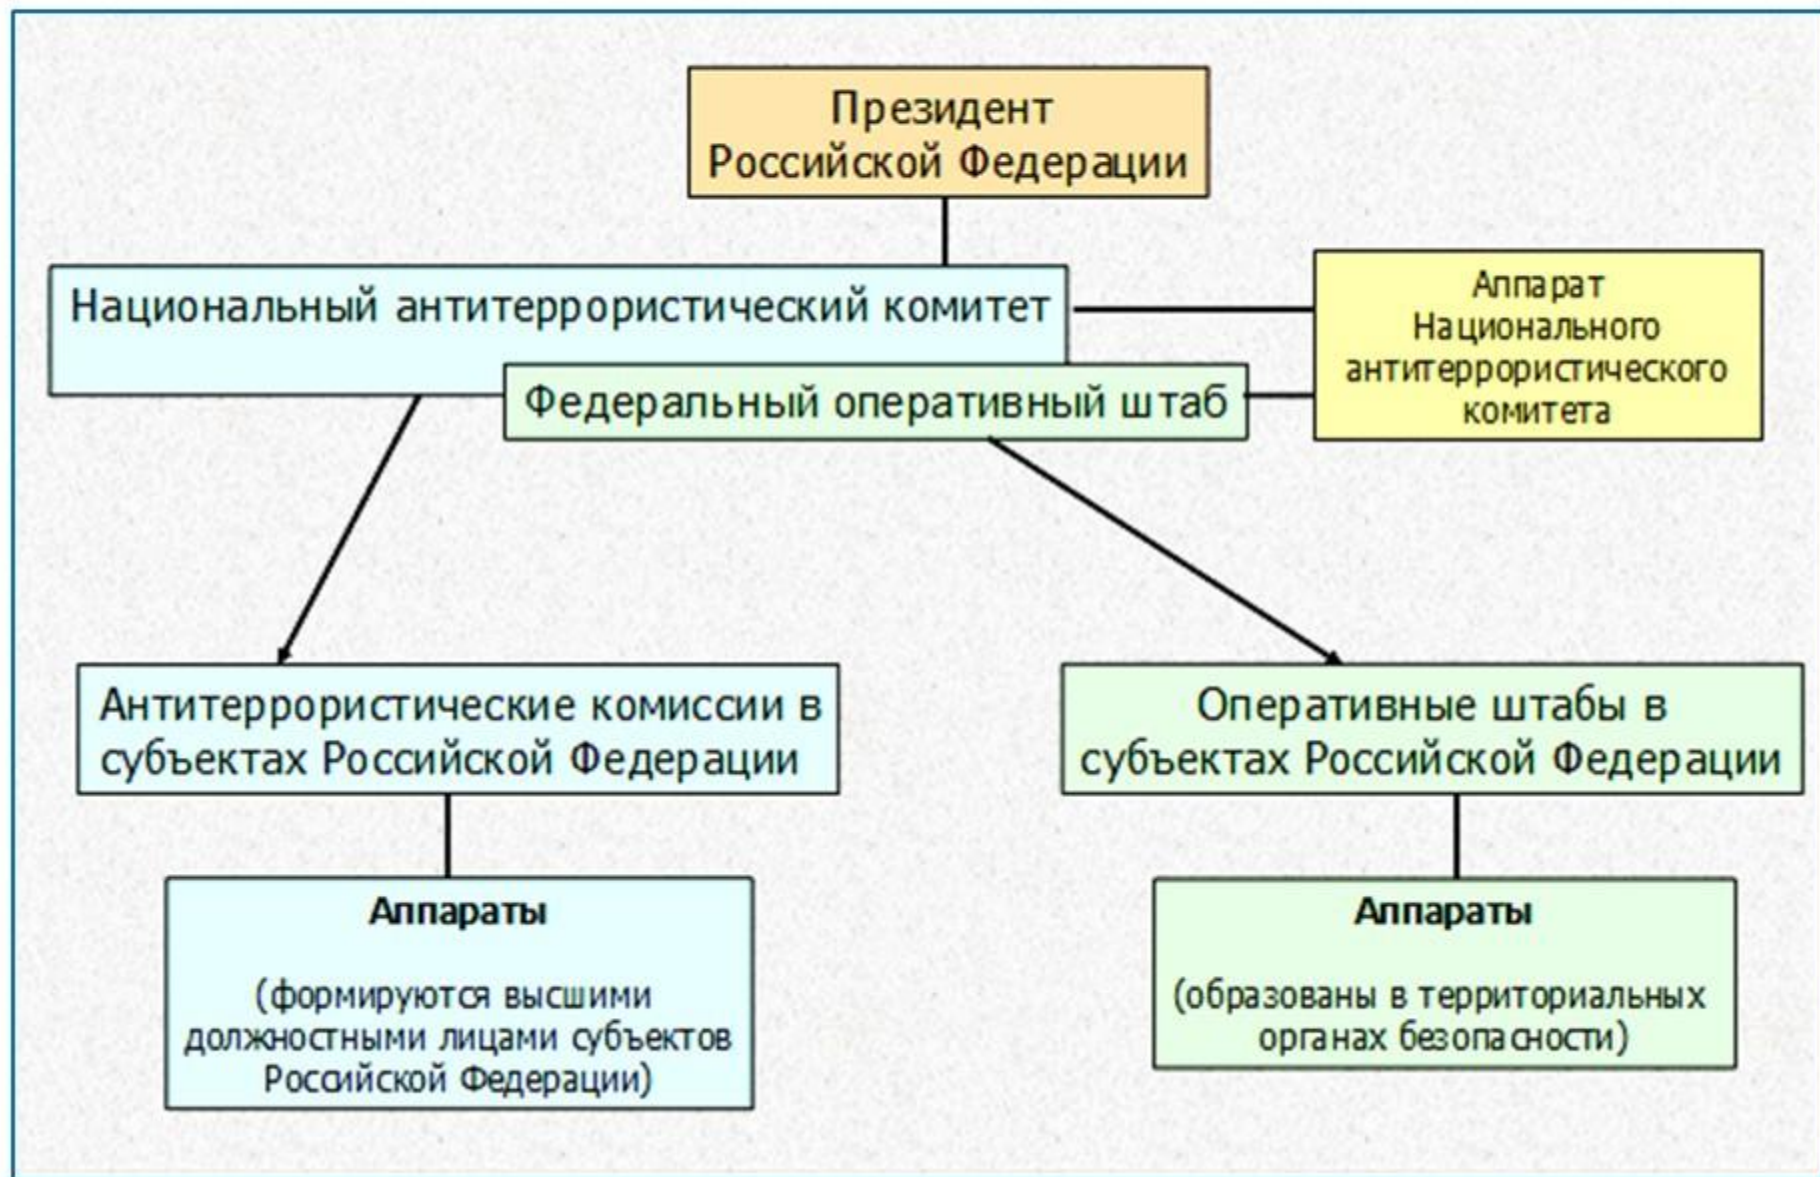 Президент
Российской Федерации
Национальный антитеррористический комитет
Аппарат
Национального
антитеррористического
комитета
Федеральный оперативный штаб
Антитеррористические комиссии в
субъектах Российской Федерации
Оперативные штабы в
субъектах Российской Федерации
Аппараты
(формируются высшими
должностными лицами субъектов
Российской Федерации)
Аппараты
(образованы в территориальных
органах безопасности)